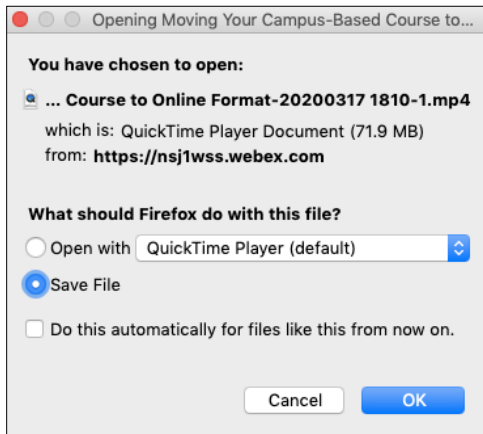 Opening Moving Your Campus-Based Course to...
You have chosen to open:
... Course to Online Format-20200317 1810-1.mp4
which is: QuickTime Player Document (71.9 MB)
from: https://nsj1wss.webex.com
What should Firefox do with this file?
Open with QuickTime Player (default)
Save File
Do this automatically for files like this from now on.
Cancel OK